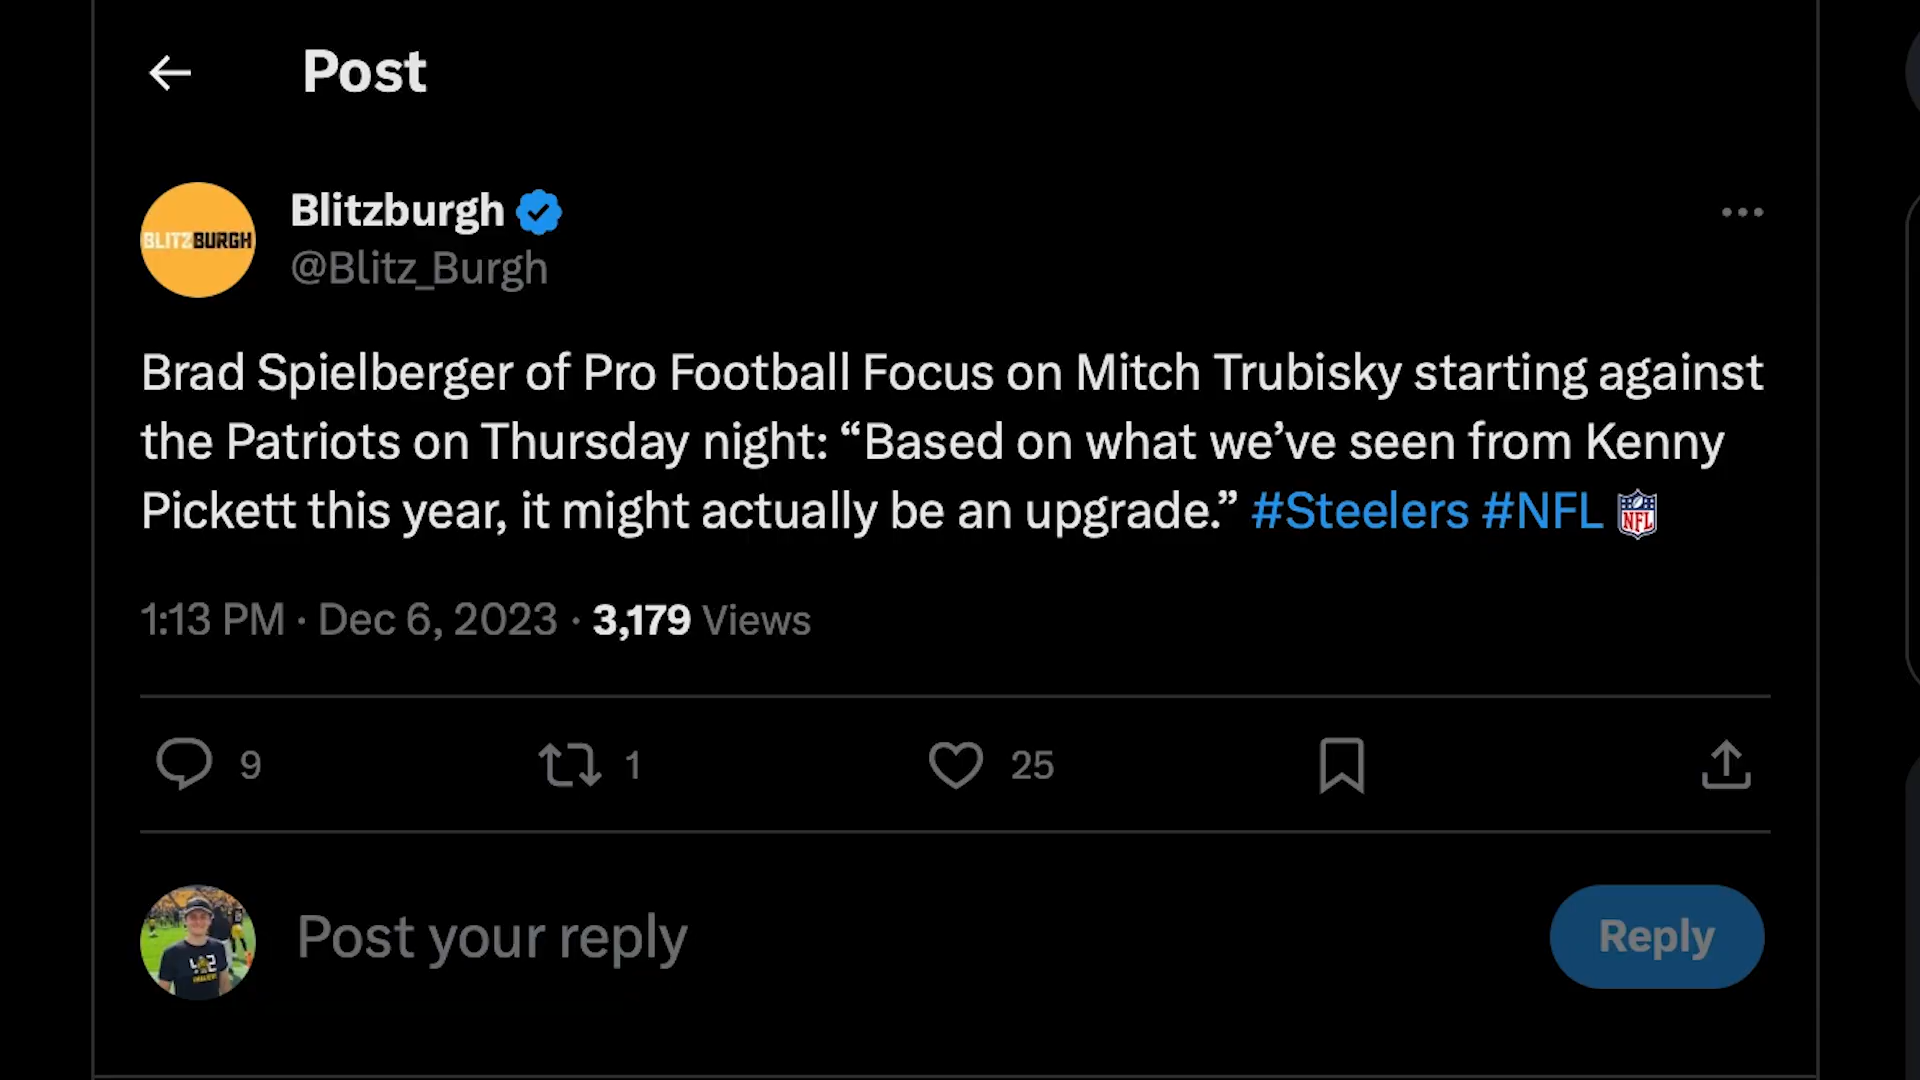 Post
BLITZBURGH
Blitzburgh
@Blitz_Burgh
Brad Spielberger of Pro Football Focus on Mitch Trubisky starting against
the Patriots on Thursday night: “Based on what we’ve seen from Kenny
Pickett this year, it might actually be an upgrade.” #Steelers #NFL NFL
1:13 PM · Dec 6, 2023 · 3,179 Views
9 1 25
Post your reply
Reply